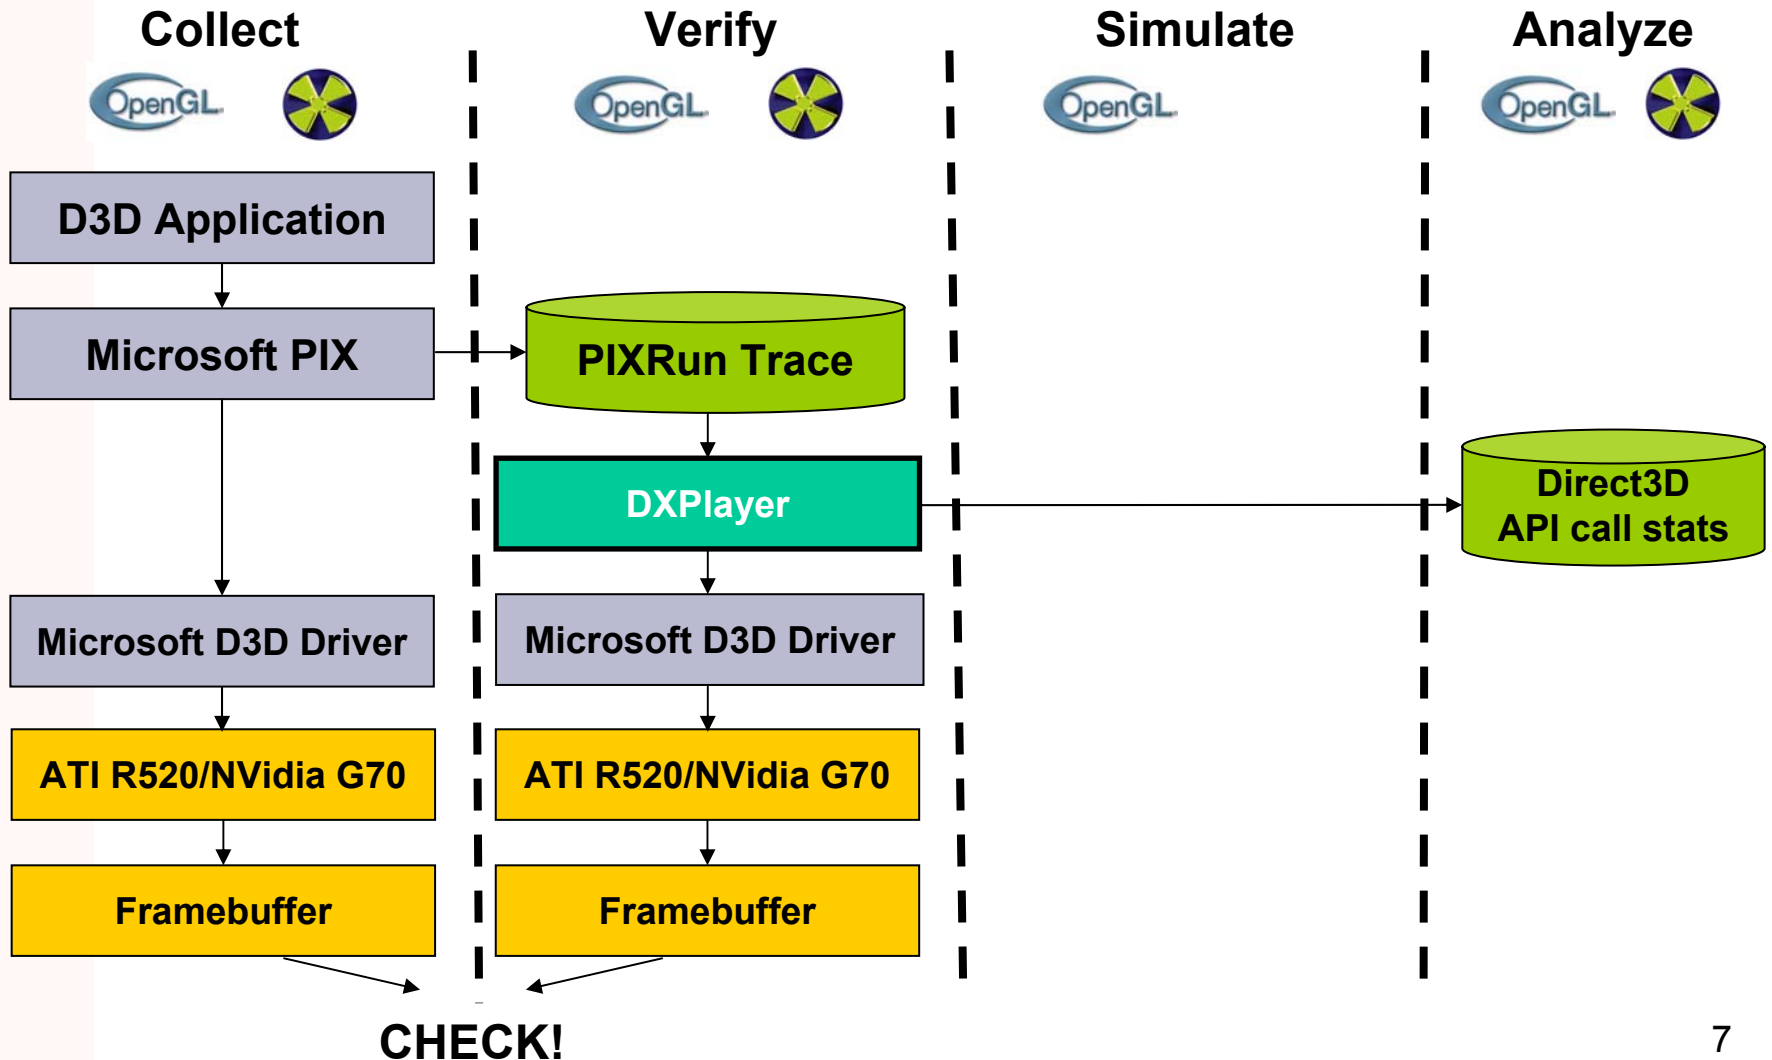 Collect
Verify
Simulate
Analyze
OpenGL.
OpenGL.
OpenGL.
OpenGL.
D3D Application
Microsoft PIX
PIXRun Trace
DXPlayer
Direct3D
API call stats
Microsoft D3D Driver
Microsoft D3D Driver
ATI R520/NVidia G70
ATI R520/NVidia G70
Framebuffer
Framebuffer
CHECK!
7